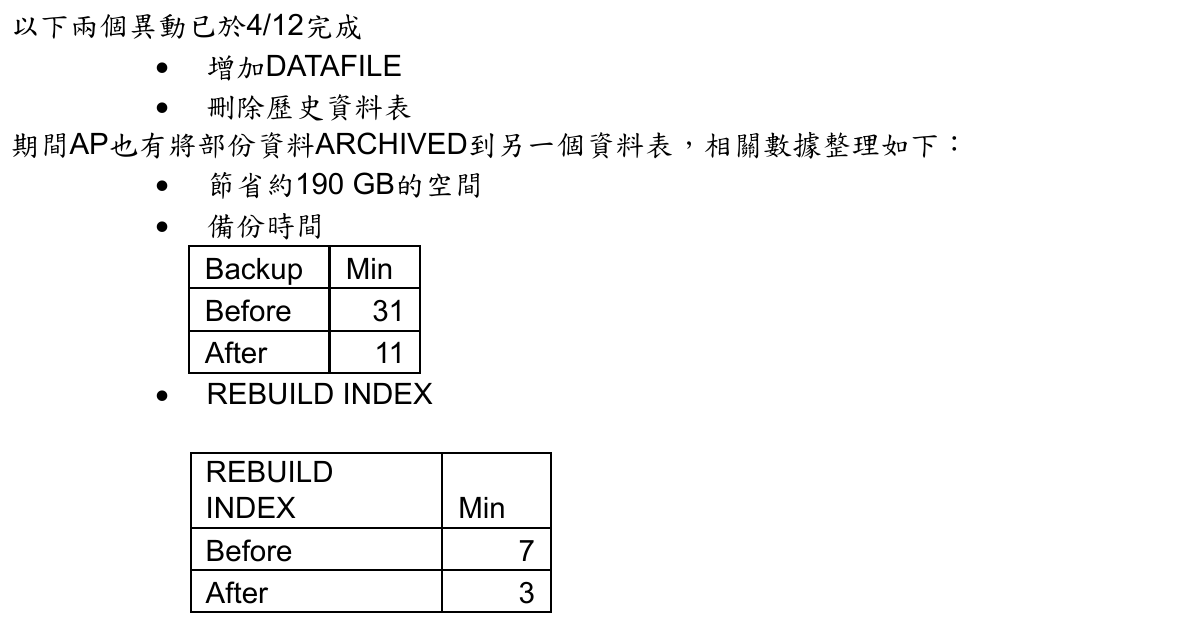 以下兩個異動已於4/12完成
• 增加DATAFILE
• 刪除歷史資料表
期間AP也有將部份資料ARCHIVED到另一個資料表，相關數據整理如下：
• 節省約190 GB的空間
• 備份時間
Backup Min
Before 31
After 11
• REBUILD INDEX
REBUILD
INDEX Min
Before 7
After 3